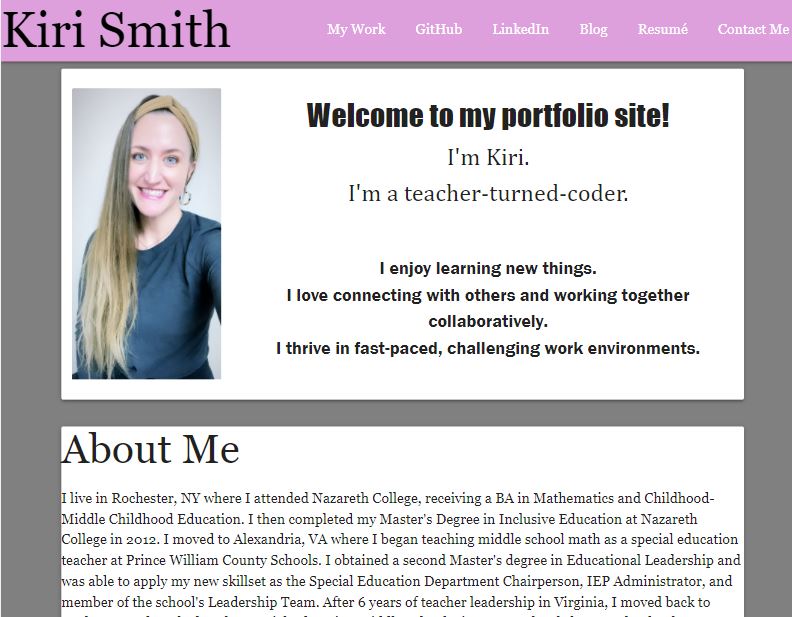 Kiri Smith
My Work GitHub LinkedIn Blog Resumé Contact Me
Welcome to my portfolio site!
I'm Kiri.
I'm a teacher-turned-coder.
I enjoy learning new things.
I love connecting with others and working together
collaboratively.
I thrive in fast-paced, challenging work environments.
About Me
I live in Rochester, NY where I attended Nazareth College, receiving a BA in Mathematics and Childhood-
Middle Childhood Education. I then completed my Master's Degree in Inclusive Education at Nazareth
College in 2012. I moved to Alexandria, VA where I began teaching middle school math as a special education
teacher at Prince William County Schools. I obtained a second Master's degree in Educational Leadership and
was able to apply my new skillset as the Special Education Department Chairperson, IEP Administrator, and
member of the school's Leadership Team. After 6 years of teacher leadership in Virginia, I moved back to